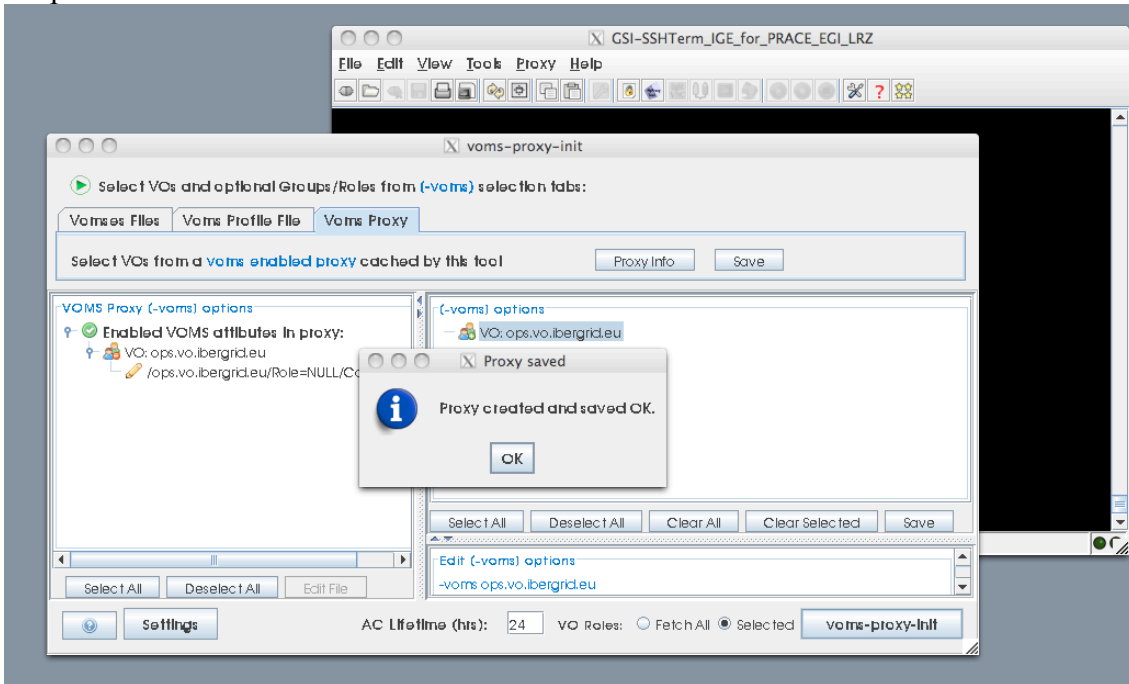 GSI-SSHTerm_IGE_for_PRACE_EGI_LRZ
File Edit View Tools Proxy Help
voms-proxy-init
Select VOs and optional Groups/Roles from (-voms) selection tabs:
Vomses Files Voms Profile File Voms Proxy
Select VOs from a voms enabled proxy cached by this tool Proxy Info Save
VOMS Proxy (-voms) options
Enabled VOMS attibutes in proxy:
VO: ops.vo.ibergrid.eu
/ops.vo.ibergrid.eu/Role=NULL/Ca
(-voms) options
VO: ops.vo.ibergrid.eu
Proxy saved
Proxy created and saved OK.
OK
Select All Deselect All Clear All Clear Selected Save
Edit (-voms) options
-voms ops.vo.ibergrid.eu
Select All Deselect All Edit File
Settings AC Lifetime (hrs): 24 VO Roles: Fetch All Selected voms-proxy-init